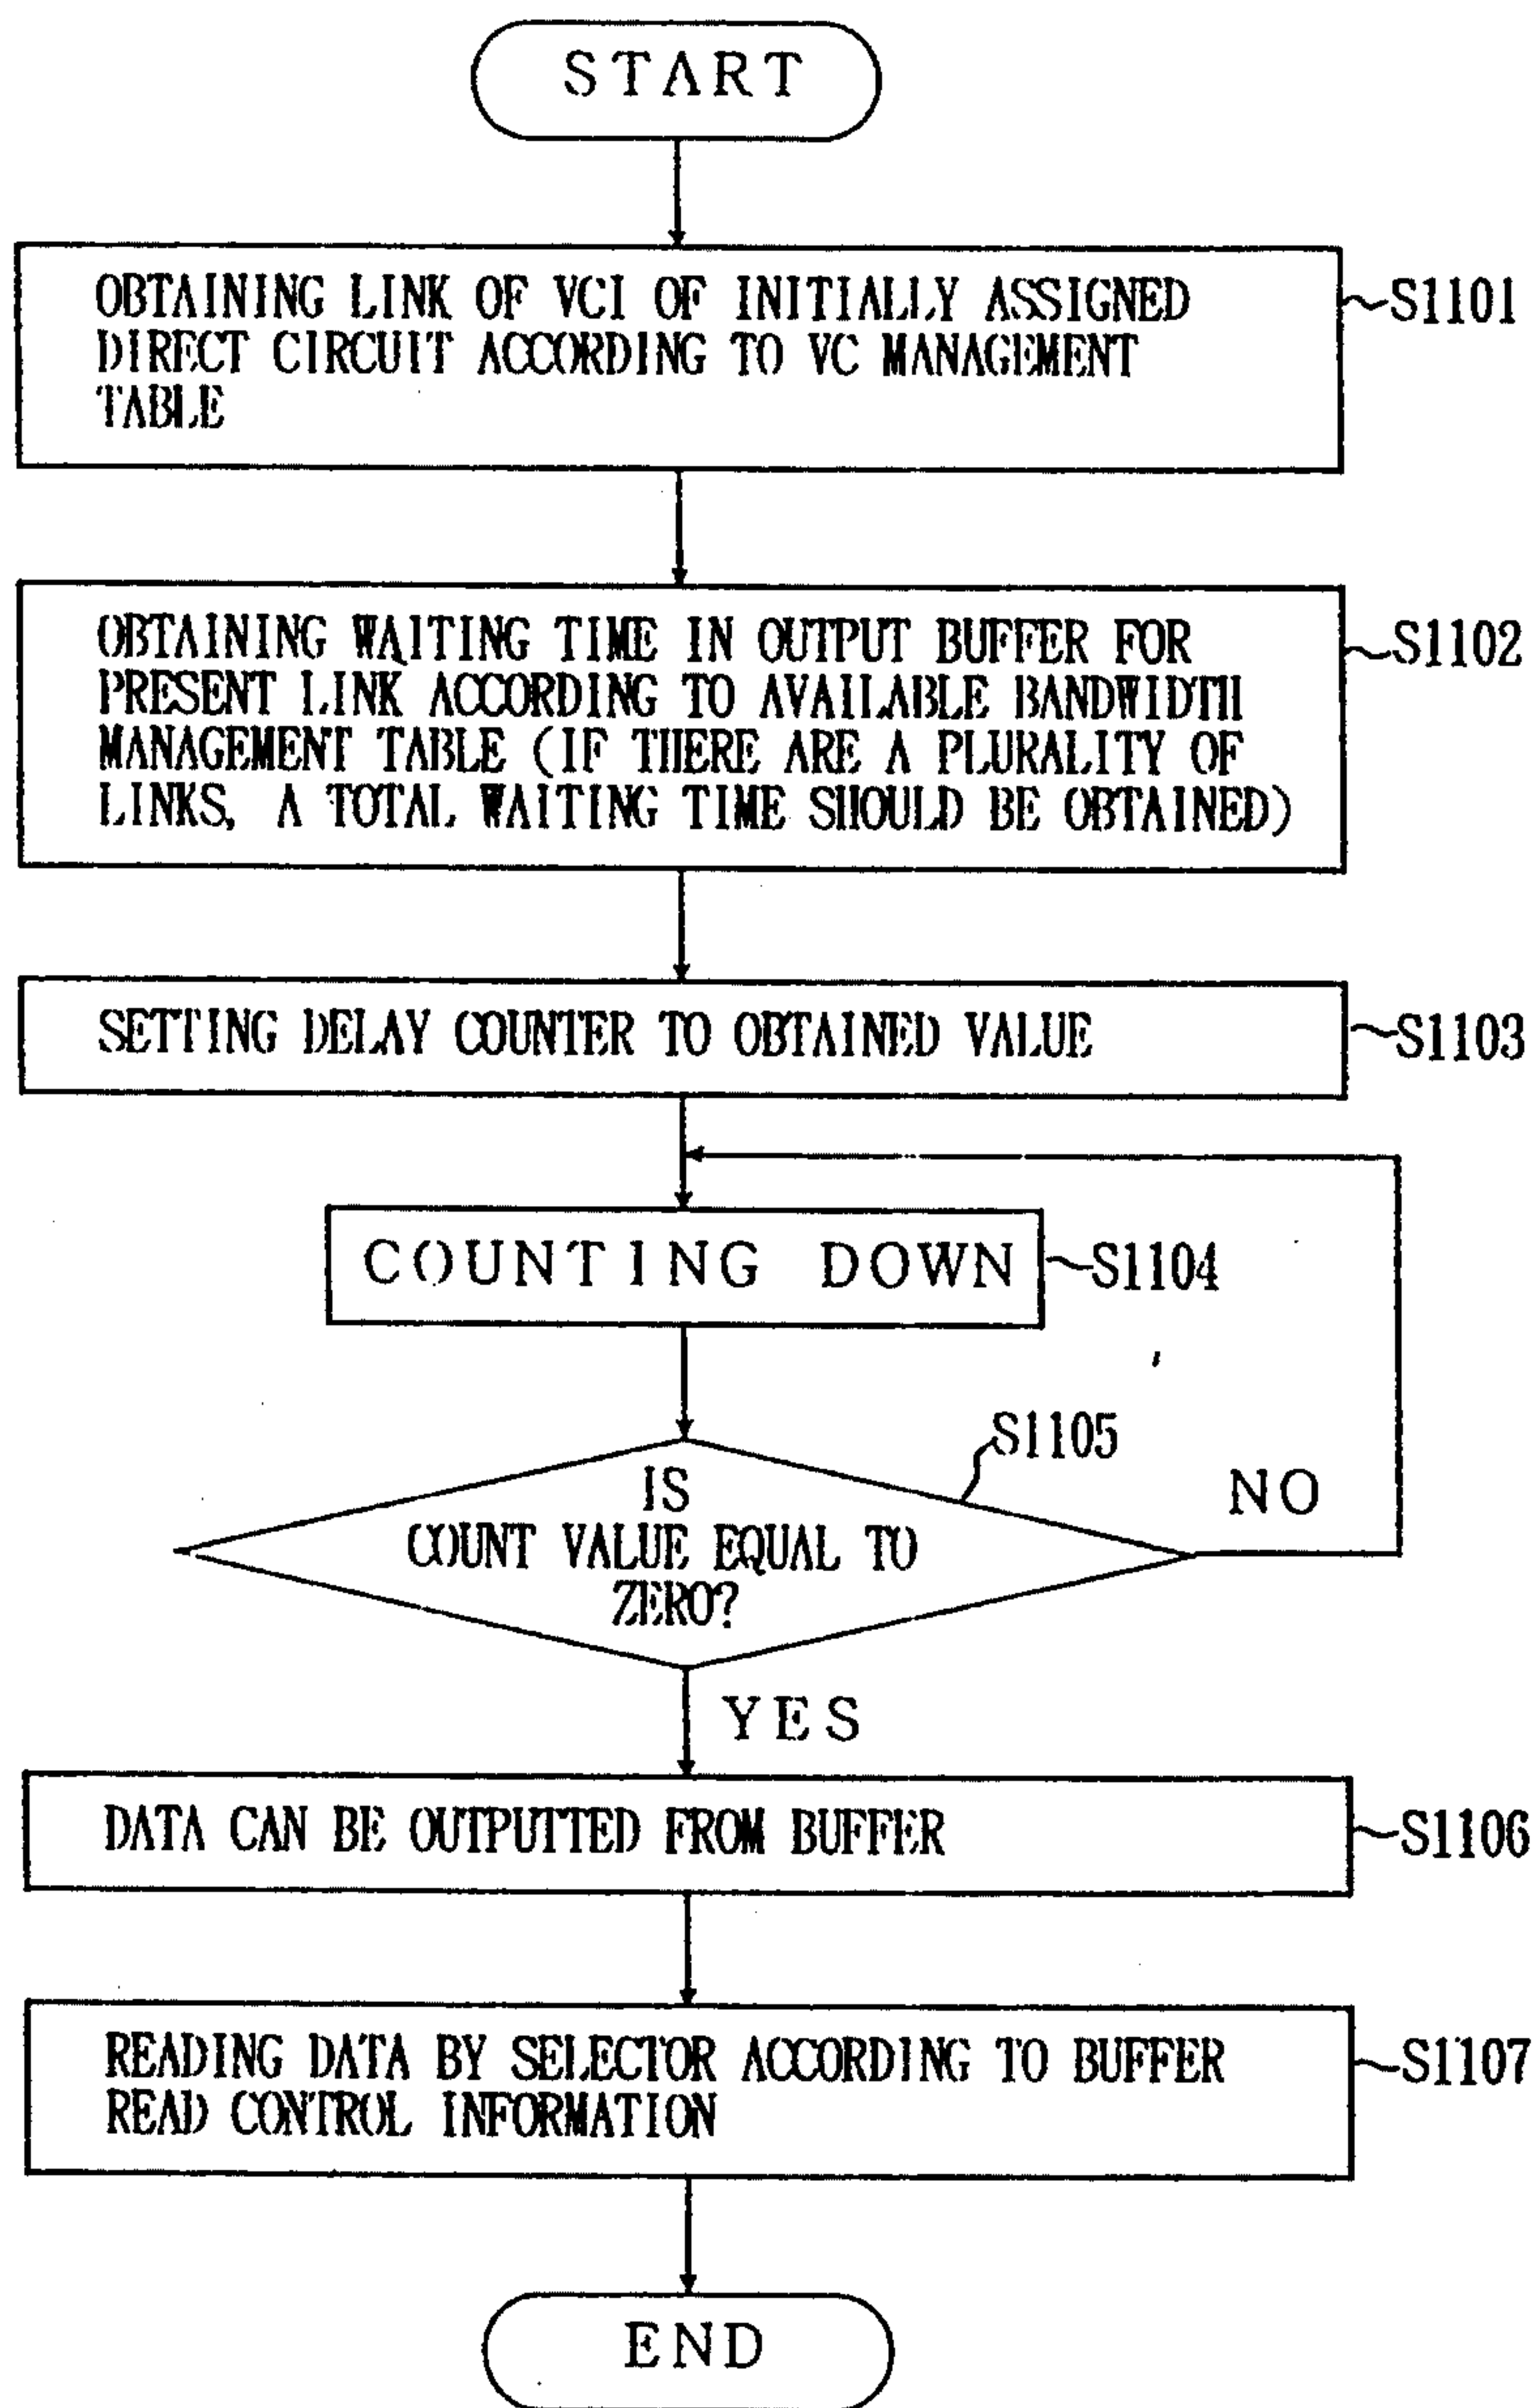 START
OBTAINING LINK OF VCI OF INITIALLY ASSIGNED
DIRECT CIRCUIT ACCORDING TO VC MANAGEMENT
TABLE
S1101
OBTAINING WAITING TIME IN OUTPUT BUFFER FOR
PRESENT LINK ACCORDING TO AVAILABLE BANDWIDTH
MANAGEMENT TABLE (IF THERE ARE A PLURALITY OF
LINKS, A TOTAL WAITING TIME SHOULD BE OBTAINED)
S1102
SETTING DELAY COUNTER TO OBTAINED VALUE
S1103
COUNTING DOWN
S1104
S1105
IS
COUNT VALUE EQUAL TO
ZERO?
NO
YES
DATA CAN BE OUTPUTTED FROM BUFFER
S1106
READING DATA BY SELECTOR ACCORDING TO BUFFER
READ CONTROL INFORMATION
S1107
END